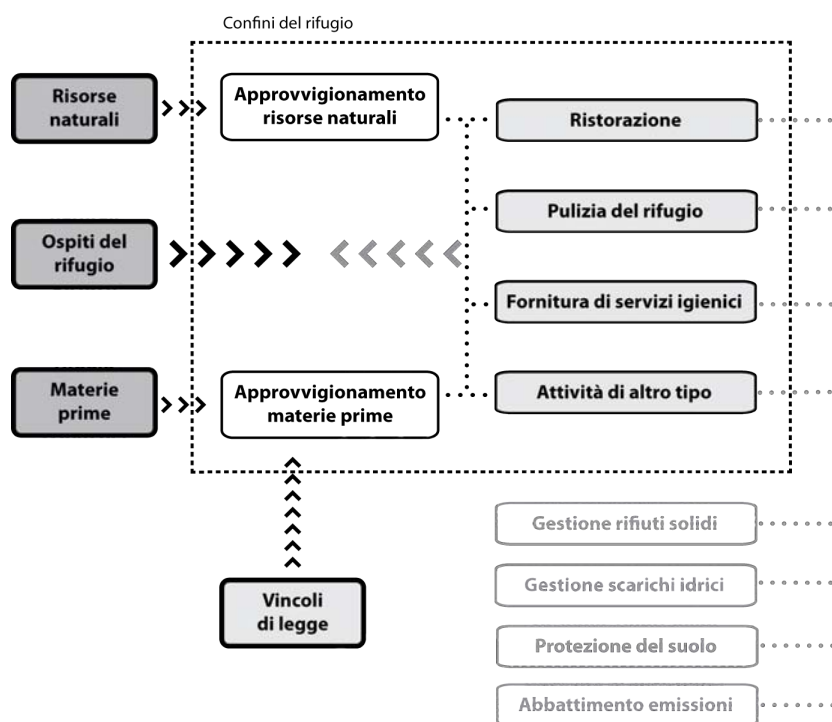 Confini del rifugio
Risorse
naturali
Approvvigionamento
risorse naturali
Ristorazione
Pulizia del rifugio
Ospiti del
rifugio
Fornitura di servizi igienici
Materie
prime
Approvvigionamento
materie prime
Attività di altro tipo
Gestione rifiuti solidi
Gestione scarichi idrici
Vincoli
di legge
Protezione del suolo
Abbattimento emissioni